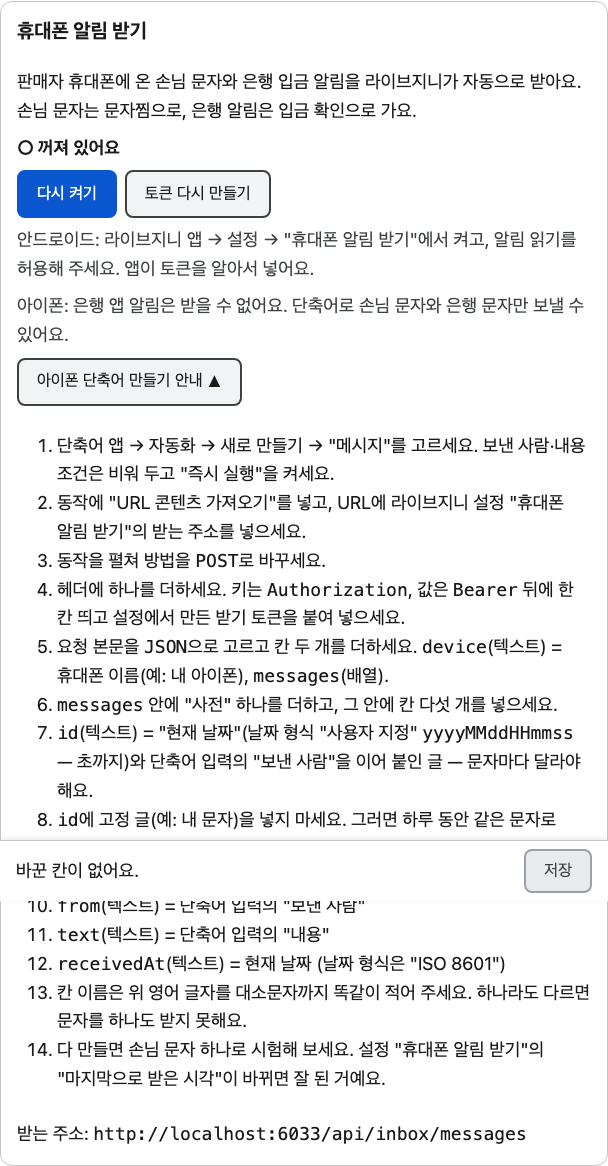 휴대폰 알림 받기
판매자 휴대폰에 온 손님 문자와 은행 입금 알림을 라이브지니가 자동으로 받아요.
손님 문자는 문자찜으로, 은행 알림은 입금 확인으로 가요.
꺼져 있어요
다시 켜기
토큰 다시 만들기
안드로이드: 라이브지니 앱 → 설정 → "휴대폰 알림 받기"에서 켜고, 알림 읽기를
허용해 주세요. 앱이 토큰을 알아서 넣어요.
아이폰: 은행 앱 알림은 받을 수 없어요. 단축어로 손님 문자와 은행 문자만 보낼 수
있어요.
아이폰 단축어 만들기 안내 ▲
1. 단축어 앱 → 자동화 → 새로 만들기 → "메시지"를 고르세요. 보낸 사람·내용
조건은 비워 두고 "즉시 실행"을 켜세요.
2. 동작에 "URL 콘텐츠 가져오기"를 넣고, URL에 라이브지니 설정 "휴대폰
알림 받기"의 받는 주소를 넣으세요.
3. 동작을 펼쳐 방법을 POST로 바꾸세요.
4. 헤더에 하나를 더하세요. 키는 Authorization, 값은 Bearer 뒤에 한
칸 띄고 설정에서 만든 받기 토큰을 붙여 넣으세요.
5. 요청 본문을 JSON으로 고르고 칸 두 개를 더하세요. device(텍스트) =
휴대폰 이름(예: 내 아이폰), messages(배열).
6. messages 안에 "사전" 하나를 더하고, 그 안에 칸 다섯 개를 넣으세요.
7. id(텍스트) = "현재 날짜"(날짜 형식 "사용자 지정" yyyyMMddHHmmss
— 초까지)와 단축어 입력의 "보낸 사람"을 이어 붙인 글 — 문자마다 달라야
해요.
8. id에 고정 글(예: 내 문자)을 넣지 마세요. 그러면 하루 동안 같은 문자로
바꾼 칸이 없어요.
저장
10. from(텍스트) = 단축어 입력의 "보낸 사람"
11. text(텍스트) = 단축어 입력의 "내용"
12. receivedAt(텍스트) = 현재 날짜 (날짜 형식은 "ISO 8601")
13. 칸 이름은 위 영어 글자를 대소문자까지 똑같이 적어 주세요. 하나라도 다르면
문자를 하나도 받지 못해요.
14. 다 만들면 손님 문자 하나로 시험해 보세요. 설정 "휴대폰 알림 받기"의
"마지막으로 받은 시각"이 바뀌면 잘 된 거예요.
받는 주소: http://localhost:6033/api/inbox/messages